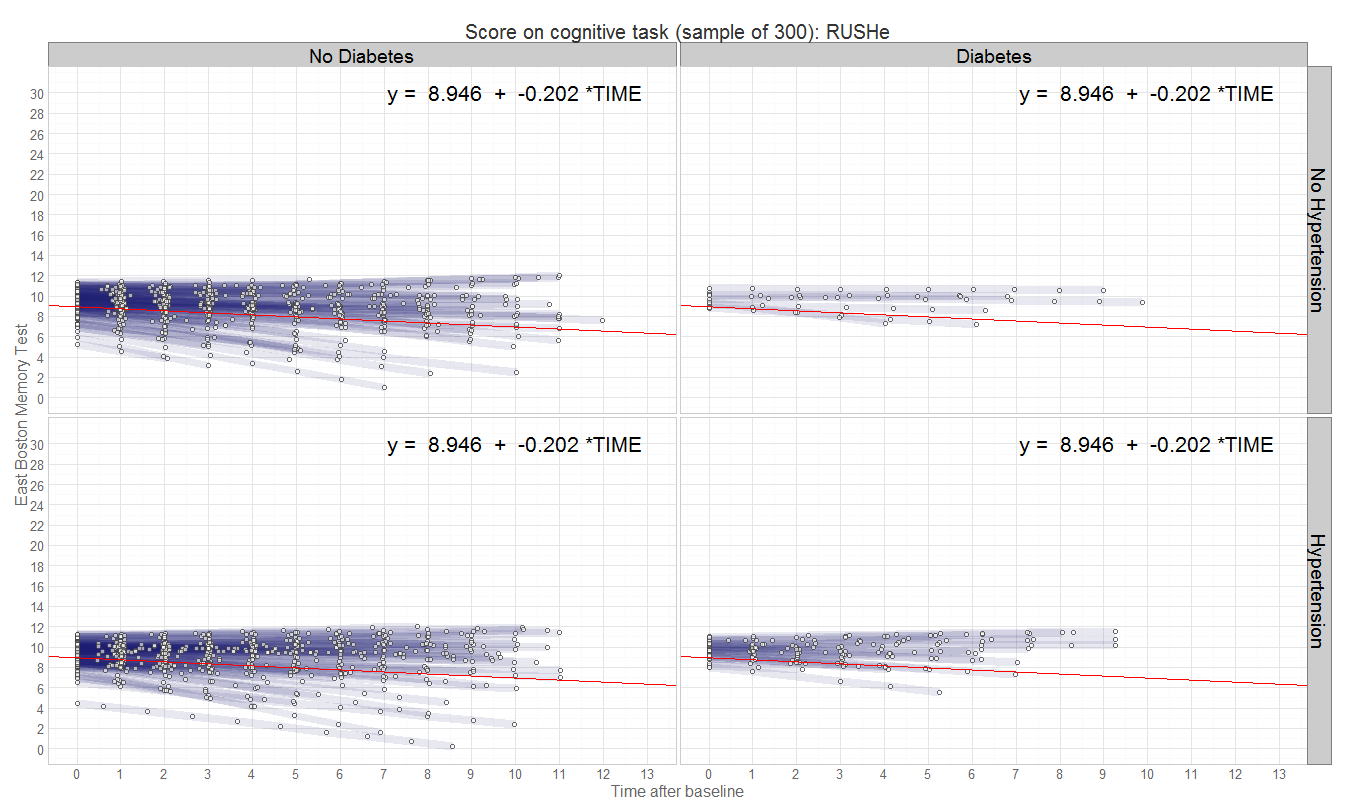 Score on cognitive task (sample of 300): RUSHe
No Diabetes
Diabetes
y = 8.946 + -0.202 *TIME
y = 8.946 + -0.202 *TIME
30
28
26
24
22
20
18
16
14
12
10
8
6
4
2
0
No Hypertension
East Boston Memory Test
y = 8.946 + -0.202 *TIME
y = 8.946 + -0.202 *TIME
30
28
26
24
22
20
18
16
14
12
10
8
6
4
2
0
Hypertension
0 1 2 3 4 5 6 7 8 9 10 11 12 13
0 1 2 3 4 5 6 7 8 9 10 11 12 13
Time after baseline